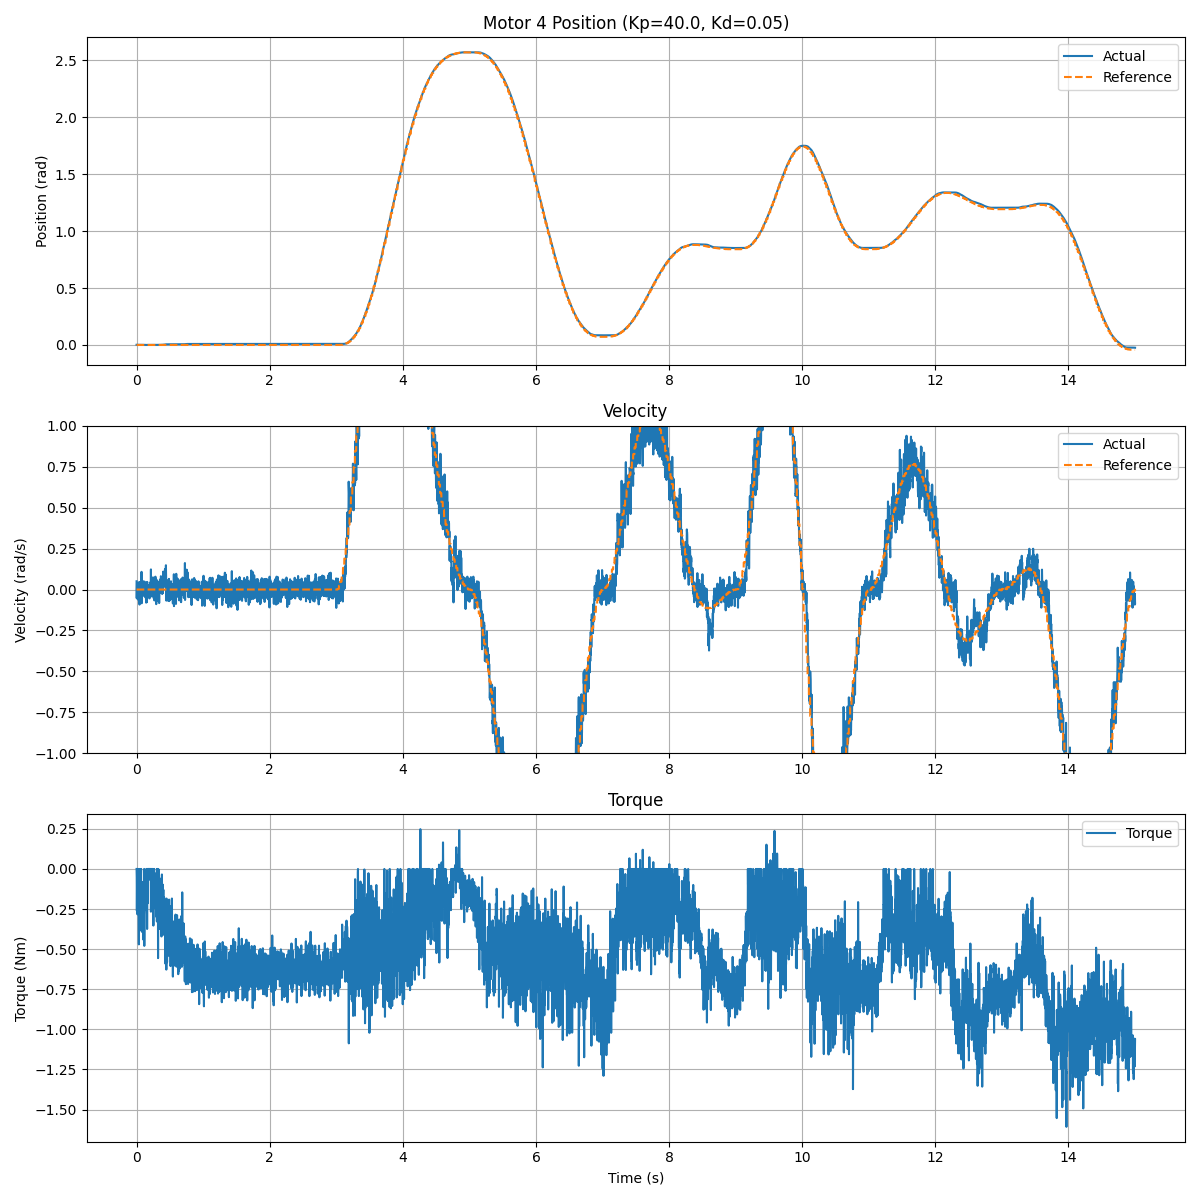 Motor 4 Position (Kp=40.0, Kd=0.05)
2.5
2.0
1.5
1.0
0.5
0.0
Position (rad)
Actual
Reference
0 2 4 6 8 10 12 14
Velocity
1.00
0.75
0.50
0.25
0.00
−0.25
−0.50
−0.75
−1.00
Velocity (rad/s)
Actual
Reference
0 2 4 6 8 10 12 14
Torque
0.25
0.00
−0.25
−0.50
−0.75
−1.00
−1.25
−1.50
Torque (Nm)
Torque
0 2 4 6 8 10 12 14
Time (s)